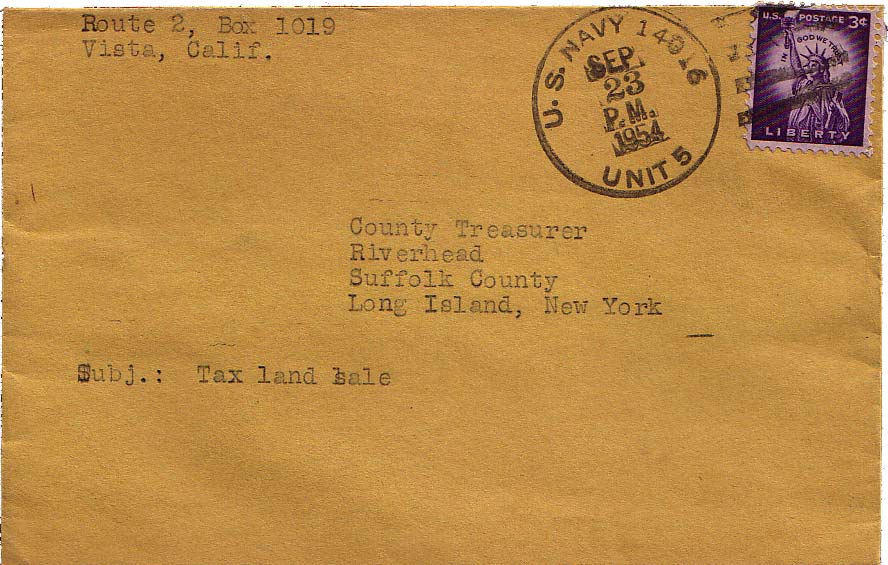 Route 2, Box 1019
Vista, Calif.
U.S. NAVY 14016
SEP
23
P.M.
1954
UNIT 5
U.S. POSTAGE 3¢
IN GOD WE TRUST
LIBERTY
County Treasurer
Riverhead
Suffolk County
Long Island, New York
Subj.: Tax land sale